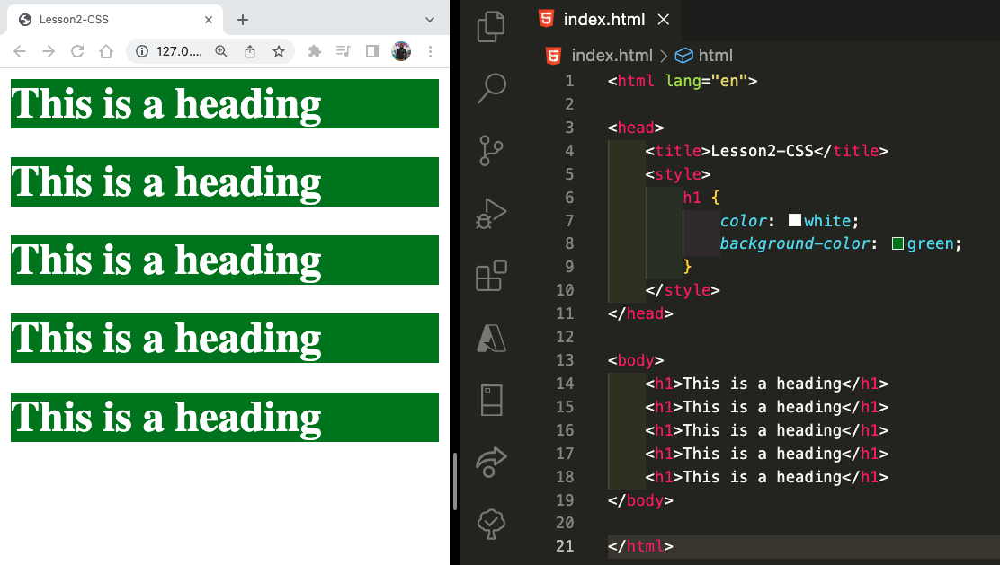 Lesson2-CSS
127.0....
This is a heading
This is a heading
This is a heading
This is a heading
This is a heading
index.html
index.html > html
1 <html lang="en">
2
3 <head>
4 <title>Lesson2-CSS</title>
5 <style>
6 h1 {
7 color: white;
8 background-color: green;
9 }
10 </style>
11 </head>
12
13 <body>
14 <h1>This is a heading</h1>
15 <h1>This is a heading</h1>
16 <h1>This is a heading</h1>
17 <h1>This is a heading</h1>
18 <h1>This is a heading</h1>
19 </body>
20
21 </html>